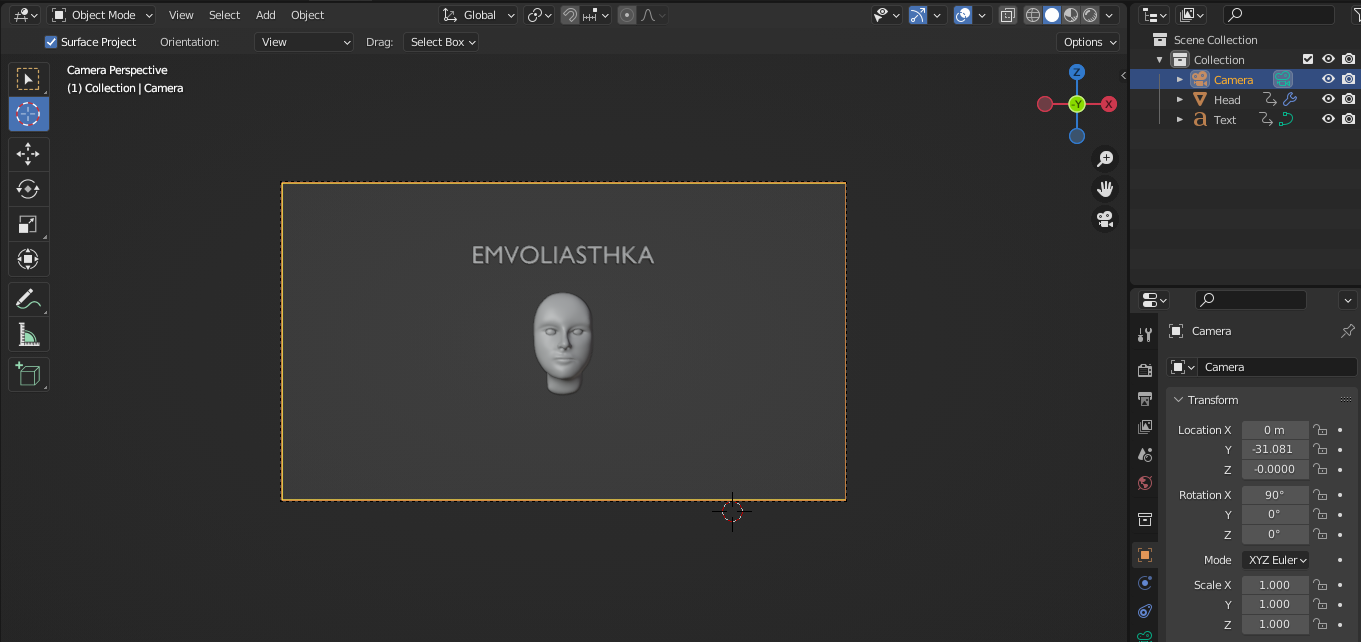 Object Mode View Select Add Object Global
Surface Project Orientation: View Drag: Select Box Options
Camera Perspective
(1) Collection | Camera
Z
-Y X
EMVOLIASTHKA
Scene Collection
Collection
Camera
Head
a Text
Camera
Camera
Transform
Location X 0 m
Y -31.081
Z -0.0000
Rotation X 90°
Y 0°
Z 0°
Mode XYZ Euler
Scale X 1.000
Y 1.000
Z 1.000